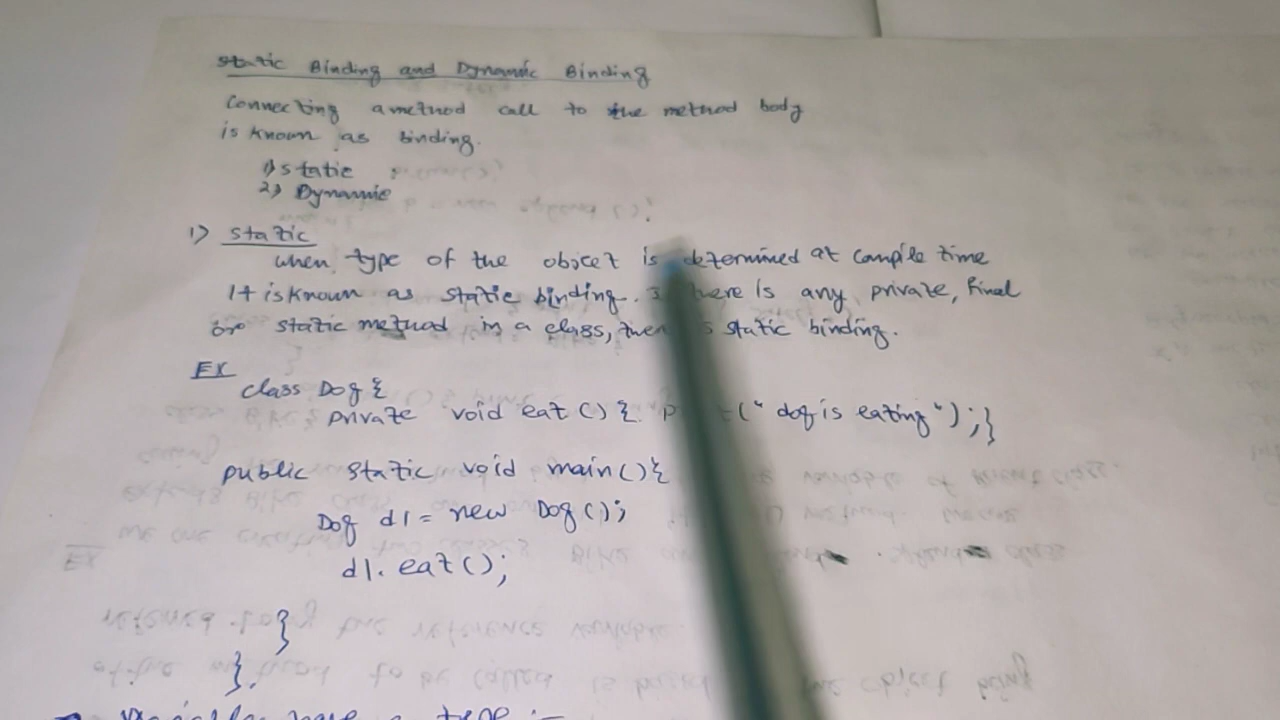 Static Binding and Dynamic Binding
Connecting a method call to the method body
is known as binding.
1) static
2) Dynamic
1) static
when type of the object is determined at compile time
It is known as static binding. there is any private, final
or static method in a class, then static binding.
EX
class Dog {
private void eat () { ("dog is eating"); }
public static void main () {
Dog d1 = new Dog();
d1. eat();
}
}.
variables have a type :-